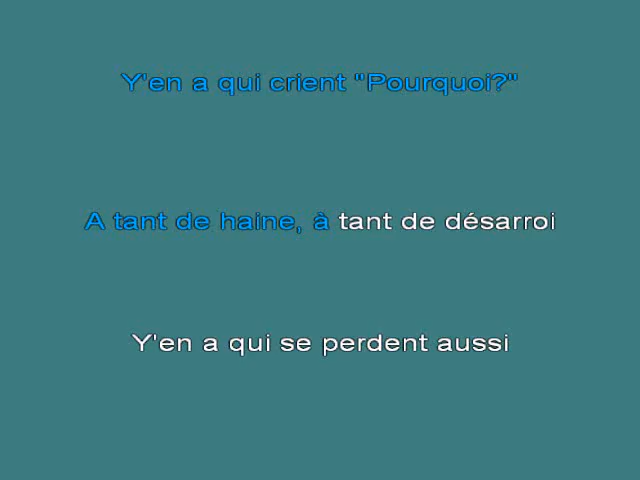 Y'en a qui crient "Pourquoi?"
A tant de haine, à tant de désarroi
Y'en a qui se perdent aussi